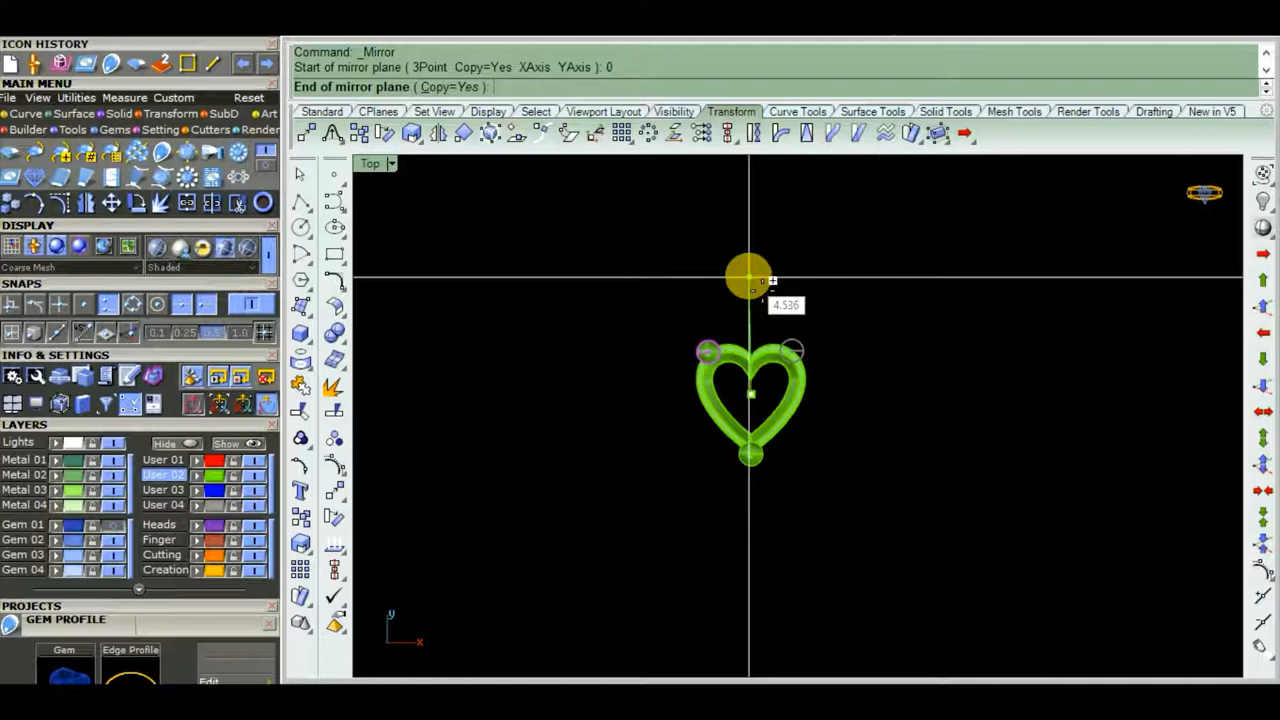 ICON HISTORY
MAIN MENU
File View Utilities Measure Custom Reset
Curve Surface Solid Transform SubD Art
Builder Tools Gems Setting Cutters Render
DISPLAY
Coarse Mesh Shaded
SNAPS
0.1 0.25 0.5 1.0
INFO & SETTINGS
LAYERS
Lights Hide Show
Metal 01 User 01
Metal 02 User 02
Metal 03 User 03
Metal 04 User 04
Gem 01 Heads
Gem 02 Finger
Gem 03 Cutting
Gem 04 Creation
PROJECTS
GEM PROFILE
Gem Edge Profile
Edit
Command: _Mirror
Start of mirror plane ( 3Point Copy=Yes XAxis YAxis ): 0
End of mirror plane ( Copy=Yes ):
Standard CPlanes Set View Display Select Viewport Layout Visibility Transform Curve Tools Surface Tools Solid Tools Mesh Tools Render Tools Drafting New in V5
Top
4.536
y
x